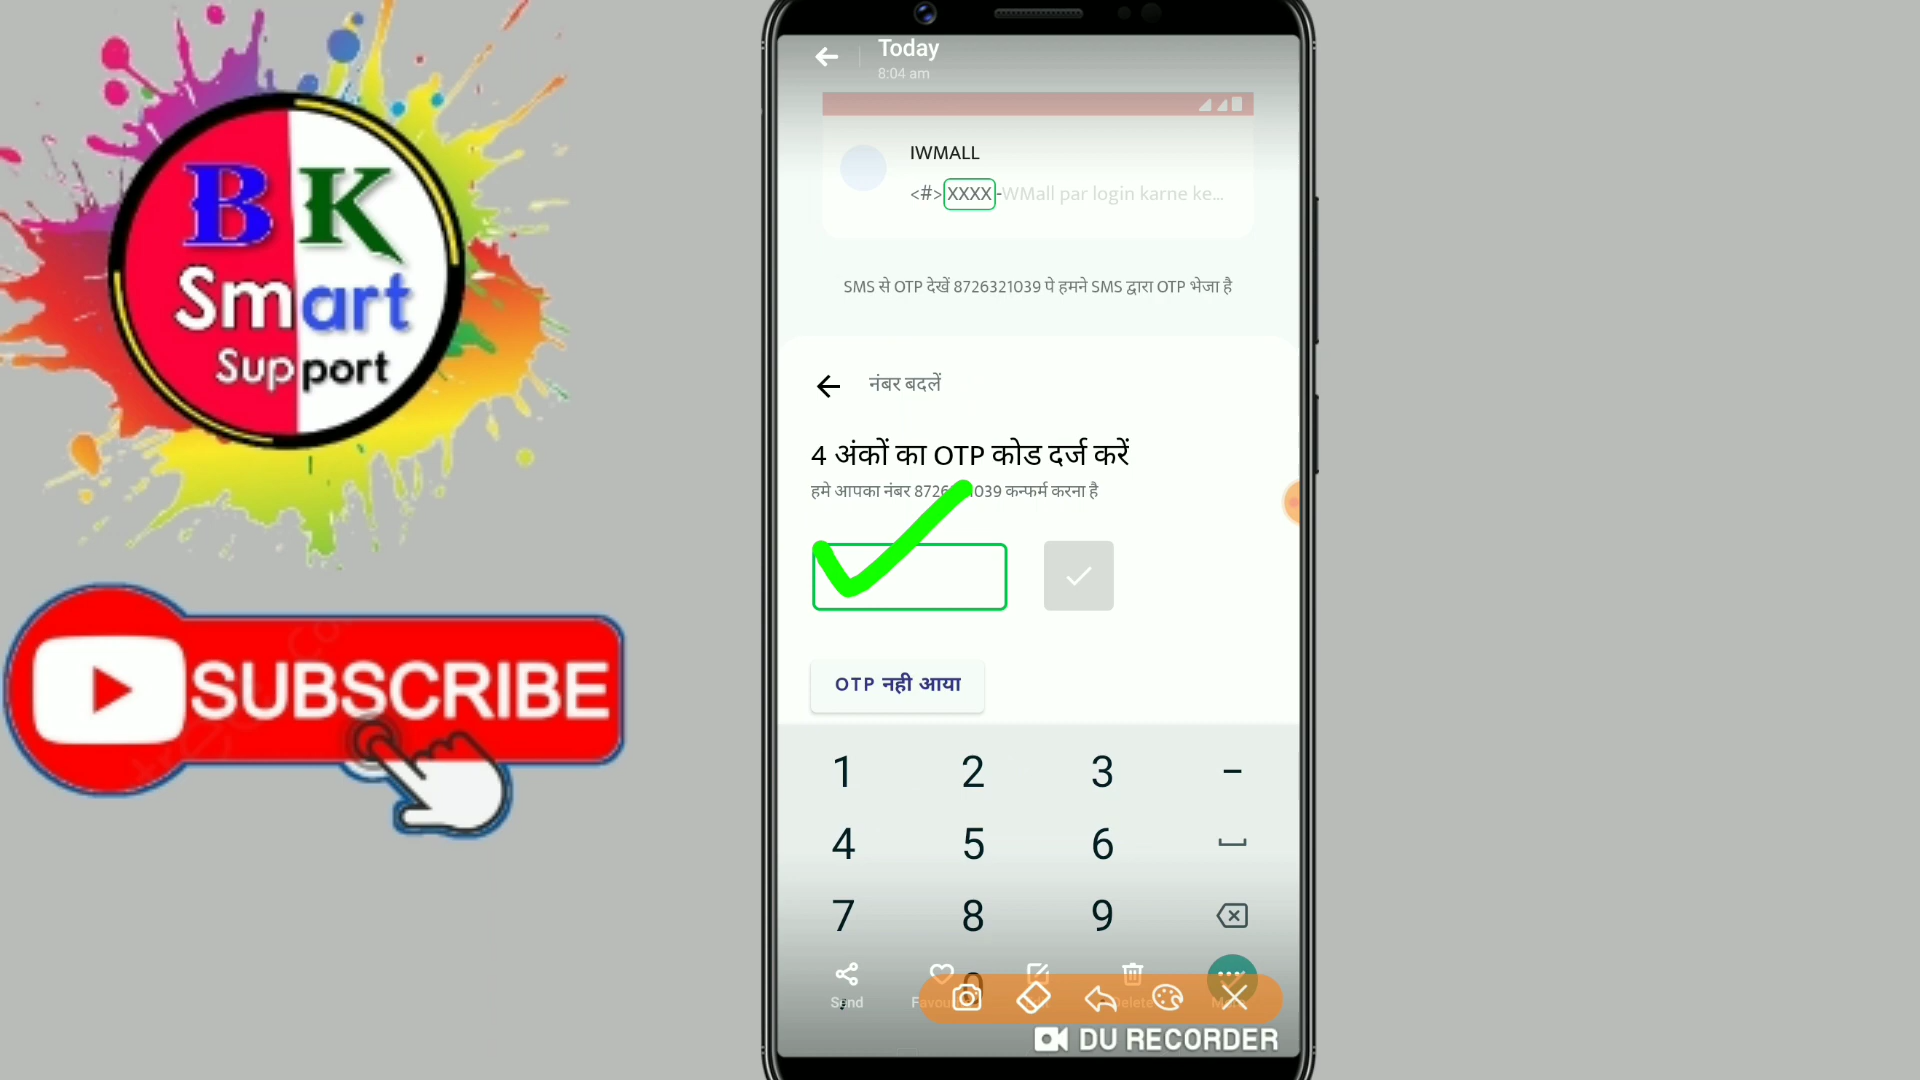 BK
Smart
Support
SUBSCRIBE
Today
8:04 am
IWMALL
<#>XXXX-WMall par login karne ke...
SMS से OTP देखें 8726321039 पे हमने SMS द्वारा OTP भेजा है
नंबर बदलें
4 अंकों का OTP कोड दर्ज करें
हमे आपका नंबर 8726 039 कन्फर्म करना है
OTP नही आया
1 2 3 –
4 5 6
7 8 9
0
Send
Delete
DU RECORDER